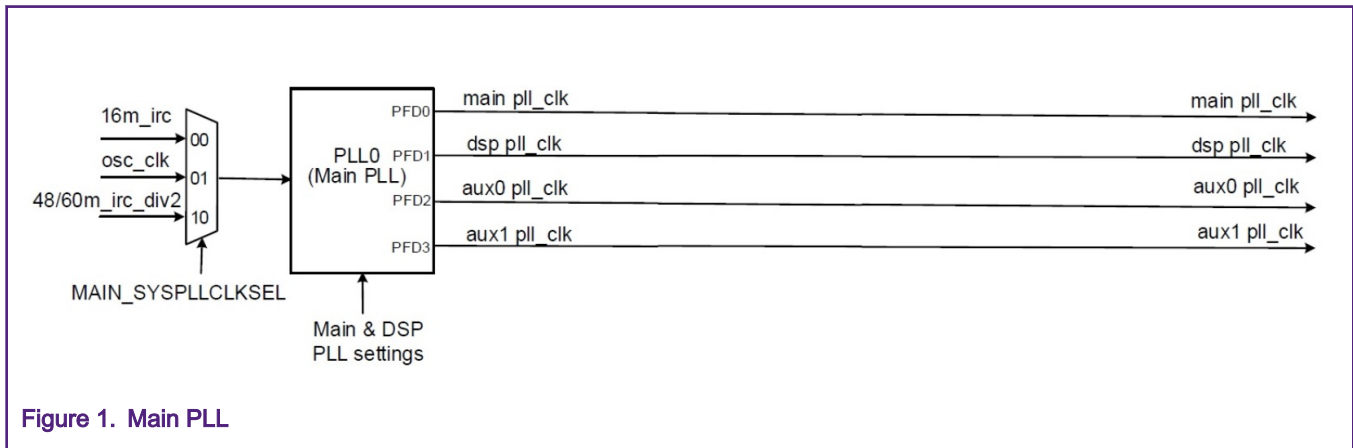 16m_irc
osc_clk
48/60m_irc_div2
00
01
10
MAIN_SYSPLLCLKSEL
PLL0
(Main PLL)
PFD0
PFD1
PFD2
PFD3
Main & DSP
PLL settings
main pll_clk
main pll_clk
dsp pll_clk
dsp pll_clk
aux0 pll_clk
aux0 pll_clk
aux1 pll_clk
aux1 pll_clk
Figure 1. Main PLL